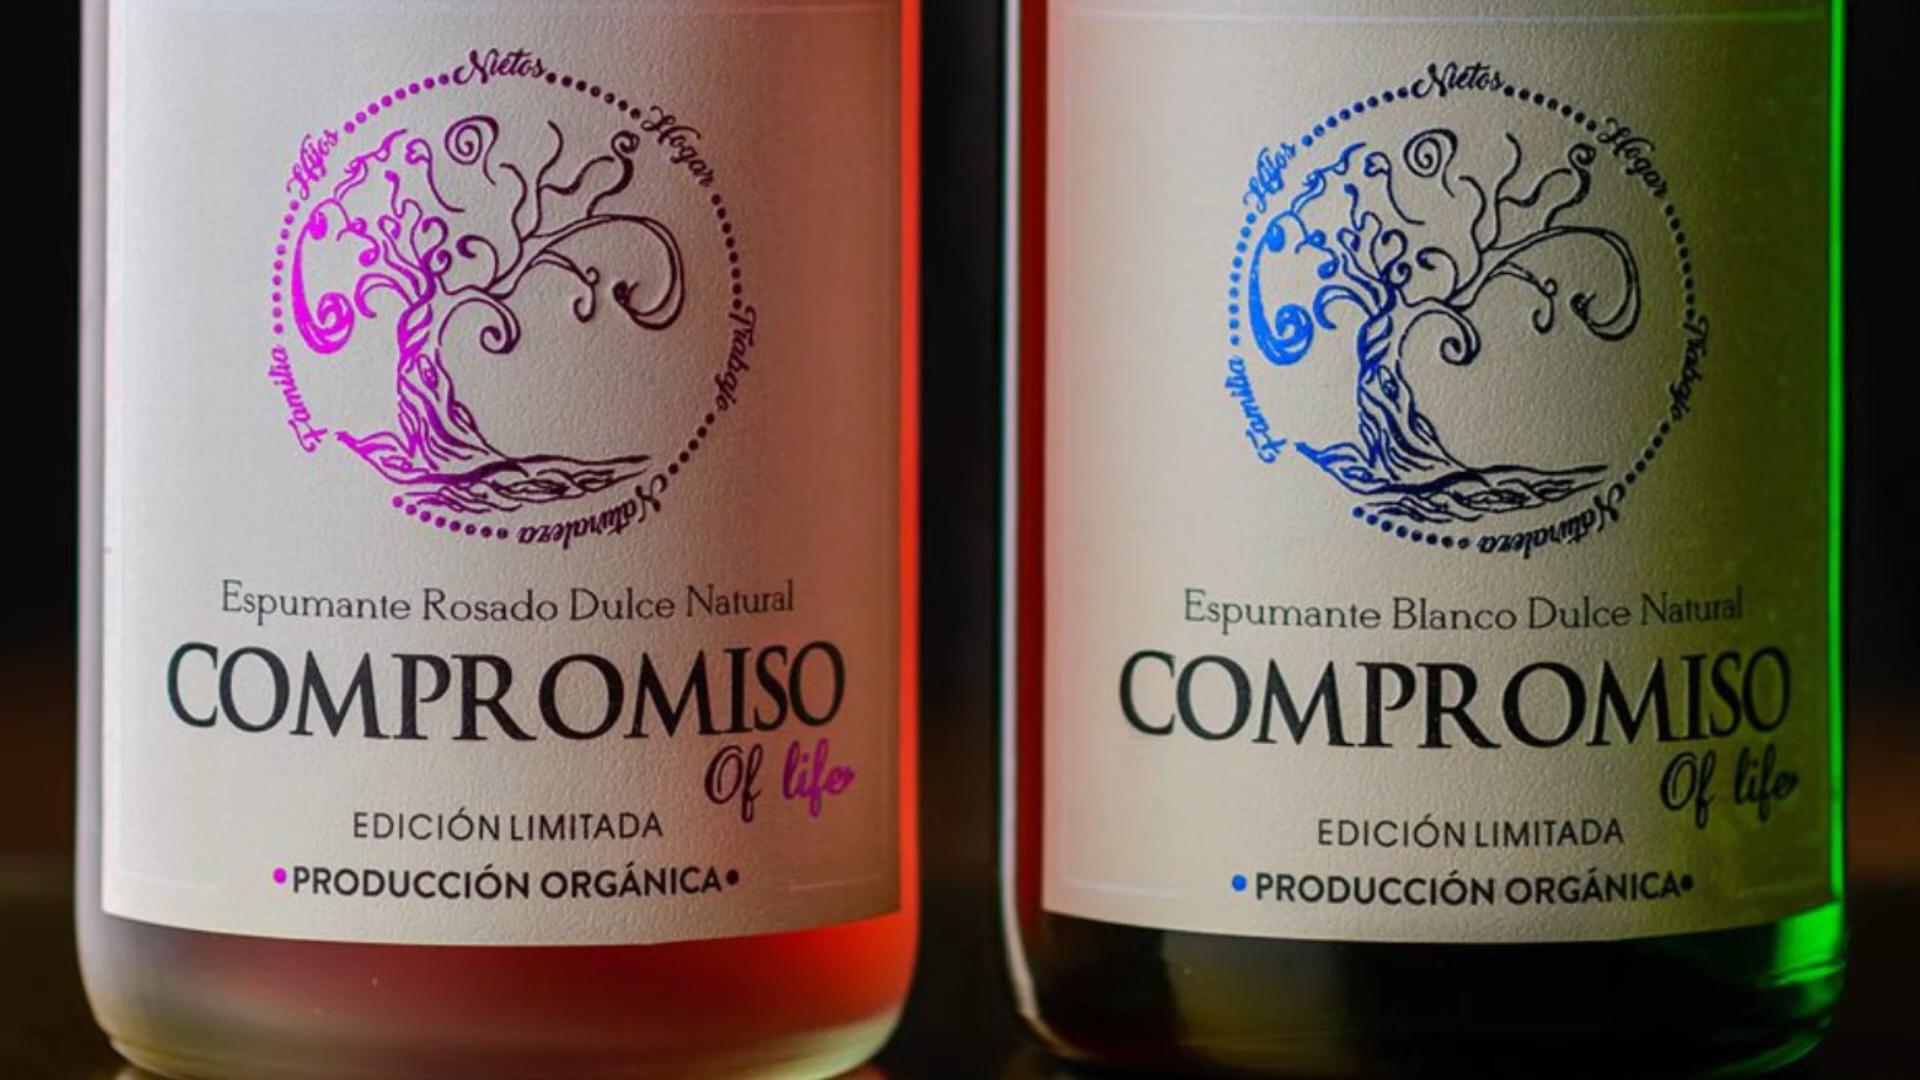 Nietos
Hijos
Hogar
Familia
Trabajo
Naturaleza
Espumante Rosado Dulce Natural
COMPROMISO
Of life
EDICIÓN LIMITADA
•PRODUCCIÓN ORGÁNICA•
Nietos
Hijos
Hogar
Familia
Trabajo
Naturaleza
Espumante Blanco Dulce Natural
COMPROMISO
Of life
EDICIÓN LIMITADA
•PRODUCCIÓN ORGÁNICA•